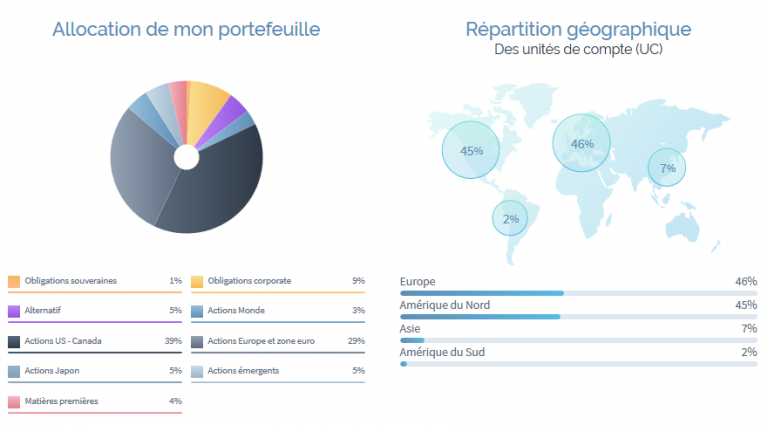 Allocation de mon portefeuille
Obligations souveraines 1%
Obligations corporate 9%
Alternatif 5%
Actions Monde 3%
Actions US - Canada 39%
Actions Europe et zone euro 29%
Actions Japon 5%
Actions émergents 5%
Matières premières 4%
Répartition géographique
Des unités de compte (UC)
45%
46%
7%
2%
Europe 46%
Amérique du Nord 45%
Asie 7%
Amérique du Sud 2%